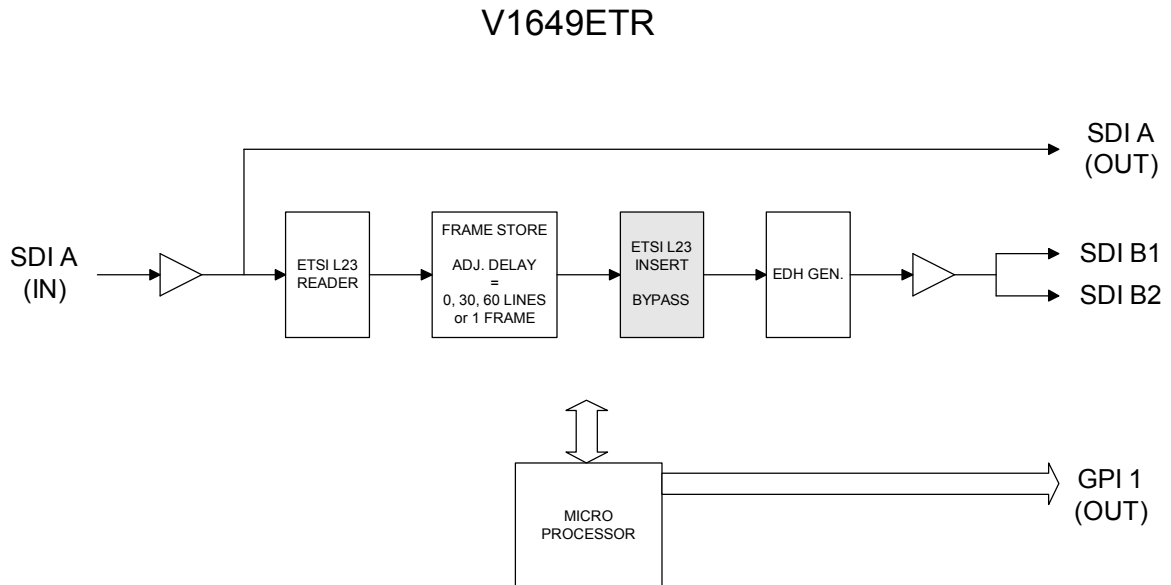 V1649ETR
SDI A
(OUT)
SDI A
(IN)
ETSI L23
READER
FRAME STORE
ADJ. DELAY
=
0, 30, 60 LINES
or 1 FRAME
ETSI L23
INSERT
BYPASS
EDH GEN.
SDI B1
SDI B2
MICRO
PROCESSOR
GPI 1
(OUT)